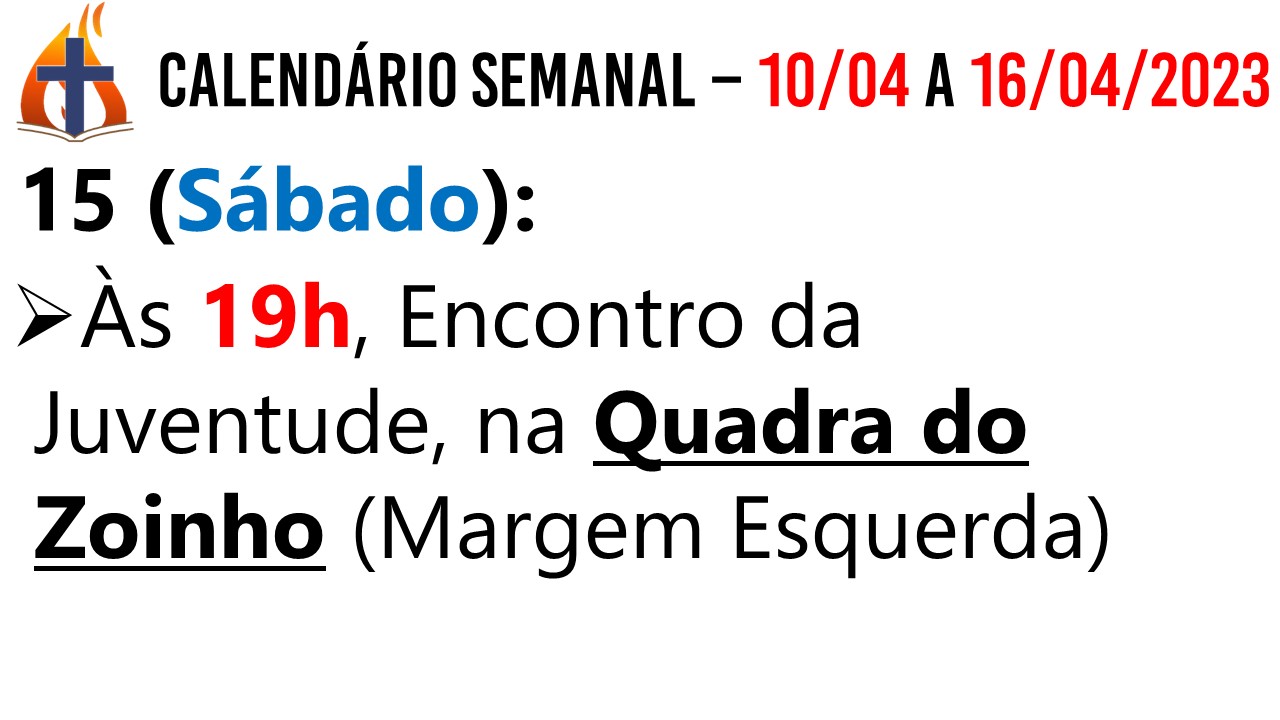 CALENDÁRIO SEMANAL – 10/04 A 16/04/2023
15 (Sábado):
➢Às 19h, Encontro da
Juventude, na Quadra do
Zoinho (Margem Esquerda)